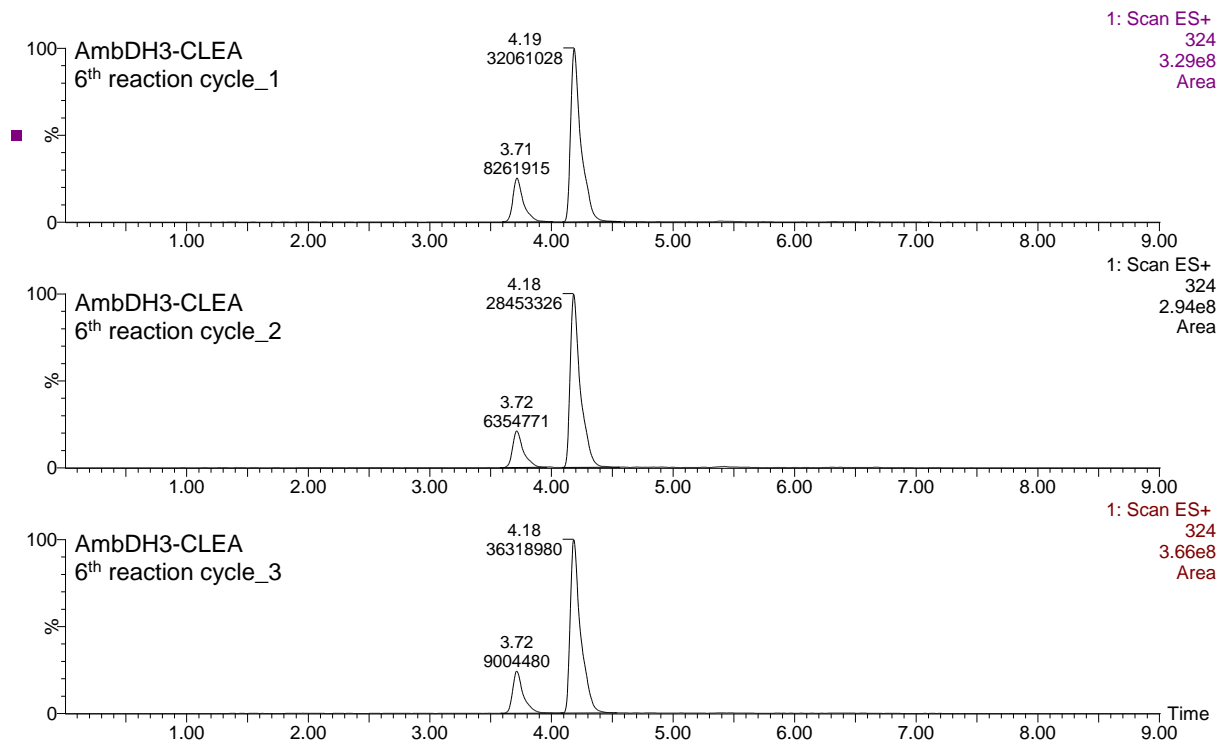 1: Scan ES+
324
3.29e8
Area
AmbDH3-CLEA
6th reaction cycle_1
100
%
0
4.19
32061028
3.71
8261915
1.00 2.00 3.00 4.00 5.00 6.00 7.00 8.00 9.00
1: Scan ES+
324
2.94e8
Area
AmbDH3-CLEA
6th reaction cycle_2
100
%
0
4.18
28453326
3.72
6354771
1.00 2.00 3.00 4.00 5.00 6.00 7.00 8.00 9.00
1: Scan ES+
324
3.66e8
Area
AmbDH3-CLEA
6th reaction cycle_3
100
%
0
4.18
36318980
3.72
9004480
Time
1.00 2.00 3.00 4.00 5.00 6.00 7.00 8.00 9.00